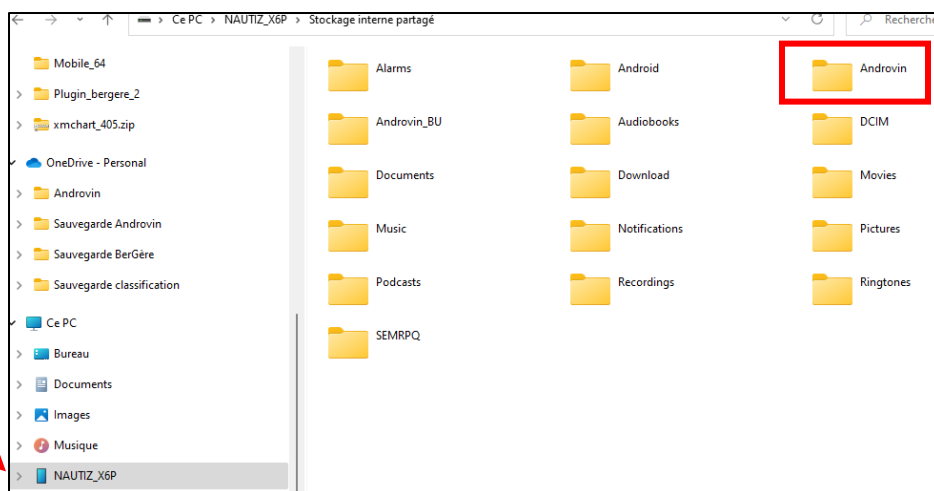 Ce PC > NAUTIZ_X6P > Stockage interne partagé
Recherche
Mobile_64
Plugin_bergere_2
xmchart_405.zip
OneDrive - Personal
Androvin
Sauvegarde Androvin
Sauvegarde BerGère
Sauvegarde classification
Ce PC
Bureau
Documents
Images
Musique
NAUTIZ_X6P
Alarms
Android
Androvin
Androvin_BU
Audiobooks
DCIM
Documents
Download
Movies
Music
Notifications
Pictures
Podcasts
Recordings
Ringtones
SEMRPQ